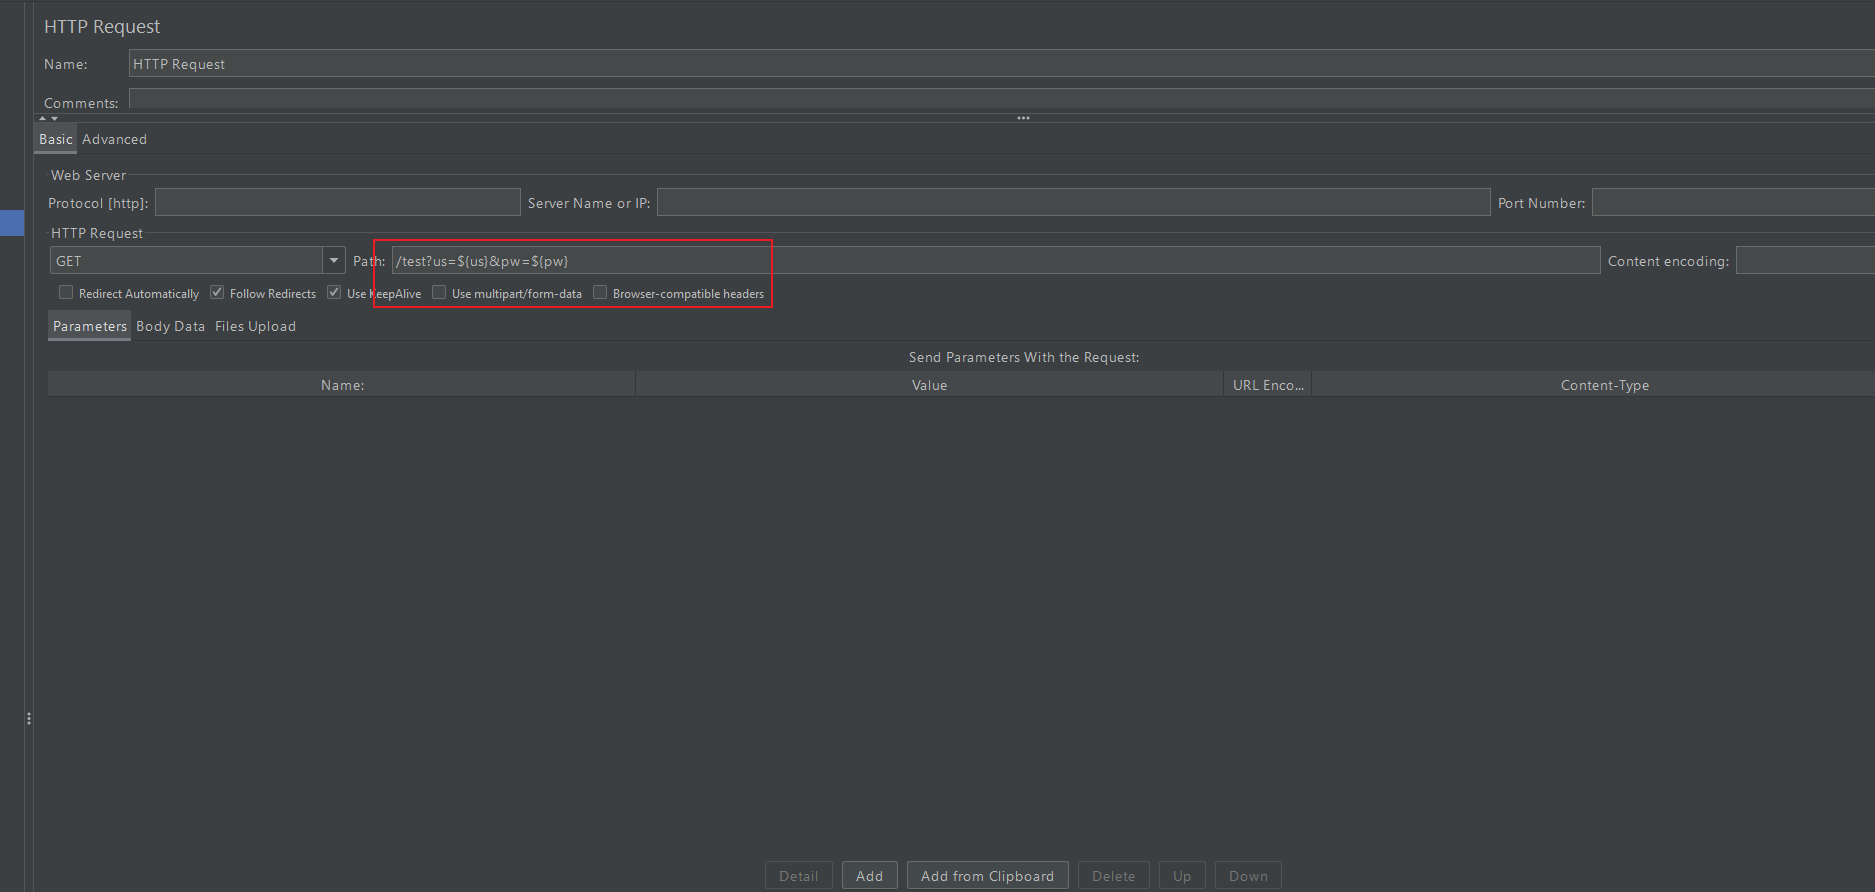 HTTP Request
Name: HTTP Request
Comments:
Basic Advanced
Web Server
Protocol [http]: Server Name or IP: Port Number:
HTTP Request
GET Path: /test?us=${us}&pw=${pw} Content encoding:
Redirect Automatically Follow Redirects Use KeepAlive Use multipart/form-data Browser-compatible headers
Parameters Body Data Files Upload
Send Parameters With the Request:
Name: Value URL Enco... Content-Type
Detail Add Add from Clipboard Delete Up Down